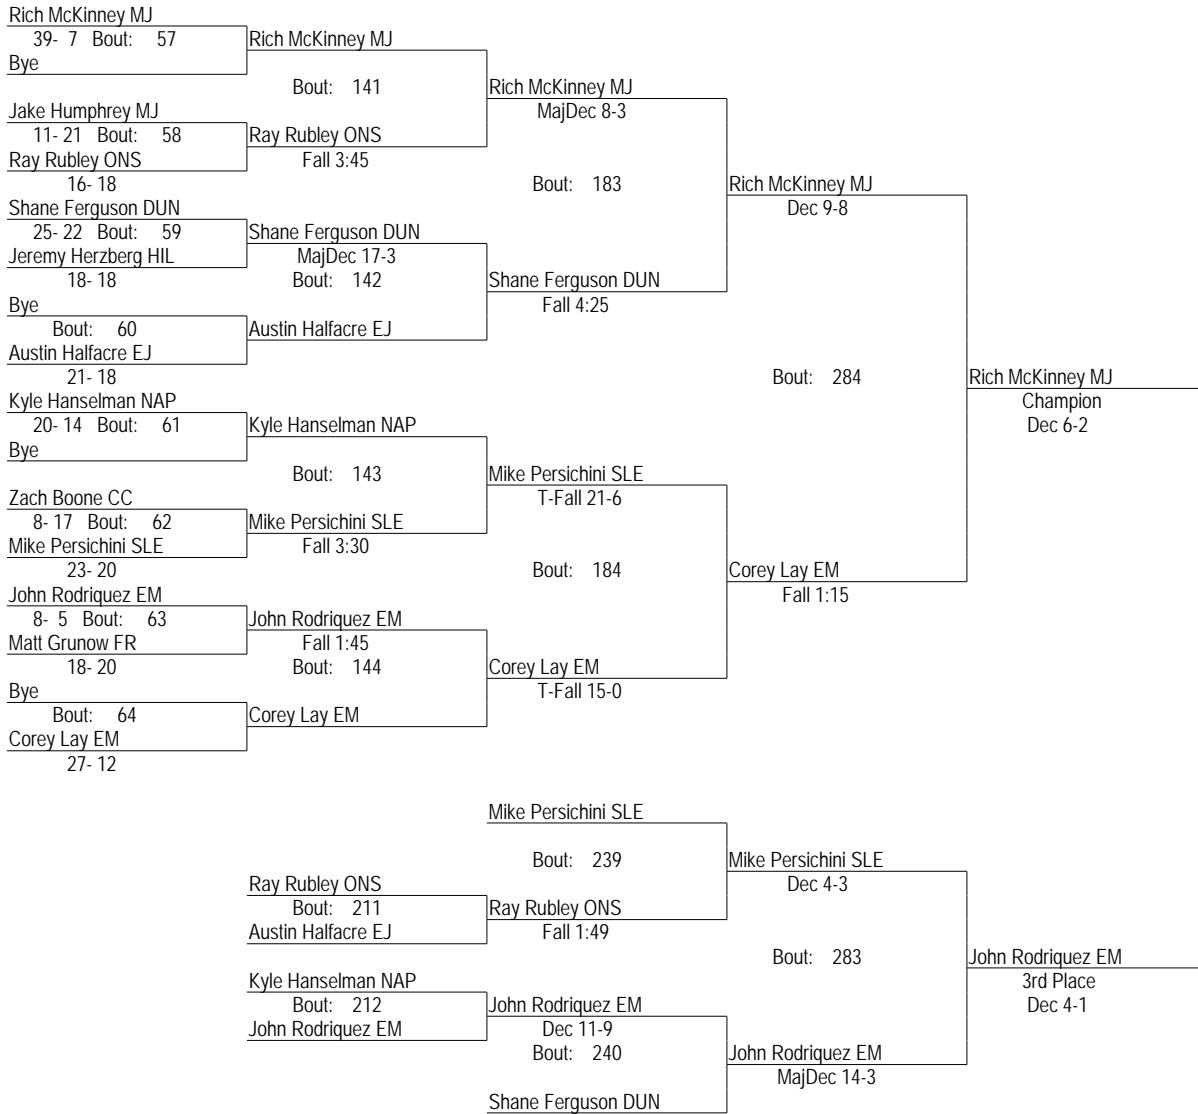 Rich McKinney MJ
39- 7 Bout: 57
Rich McKinney MJ
Bye
Bout: 141
Rich McKinney MJ
MajDec 8-3
Jake Humphrey MJ
11- 21 Bout: 58
Ray Rubley ONS
Ray Rubley ONS
Fall 3:45
16- 18
Bout: 183
Rich McKinney MJ
Dec 9-8
Shane Ferguson DUN
25- 22 Bout: 59
Shane Ferguson DUN
Jeremy Herzberg HIL
MajDec 17-3
18- 18
Bout: 142
Shane Ferguson DUN
Fall 4:25
Bye
Bout: 60
Austin Halfacre EJ
Austin Halfacre EJ
21- 18
Bout: 284
Rich McKinney MJ
Champion
Dec 6-2
Kyle Hanselman NAP
20- 14 Bout: 61
Kyle Hanselman NAP
Bye
Bout: 143
Mike Persichini SLE
T-Fall 21-6
Zach Boone CC
8- 17 Bout: 62
Mike Persichini SLE
Mike Persichini SLE
Fall 3:30
23- 20
Bout: 184
Corey Lay EM
Fall 1:15
John Rodriquez EM
8- 5 Bout: 63
John Rodriquez EM
Matt Grunow FR
Fall 1:45
18- 20
Bout: 144
Corey Lay EM
T-Fall 15-0
Bye
Bout: 64
Corey Lay EM
Corey Lay EM
27- 12
Mike Persichini SLE
Bout: 239
Mike Persichini SLE
Dec 4-3
Ray Rubley ONS
Bout: 211
Ray Rubley ONS
Austin Halfacre EJ
Fall 1:49
Bout: 283
John Rodriquez EM
3rd Place
Dec 4-1
Kyle Hanselman NAP
Bout: 212
John Rodriquez EM
John Rodriquez EM
Dec 11-9
Bout: 240
John Rodriquez EM
MajDec 14-3
Shane Ferguson DUN